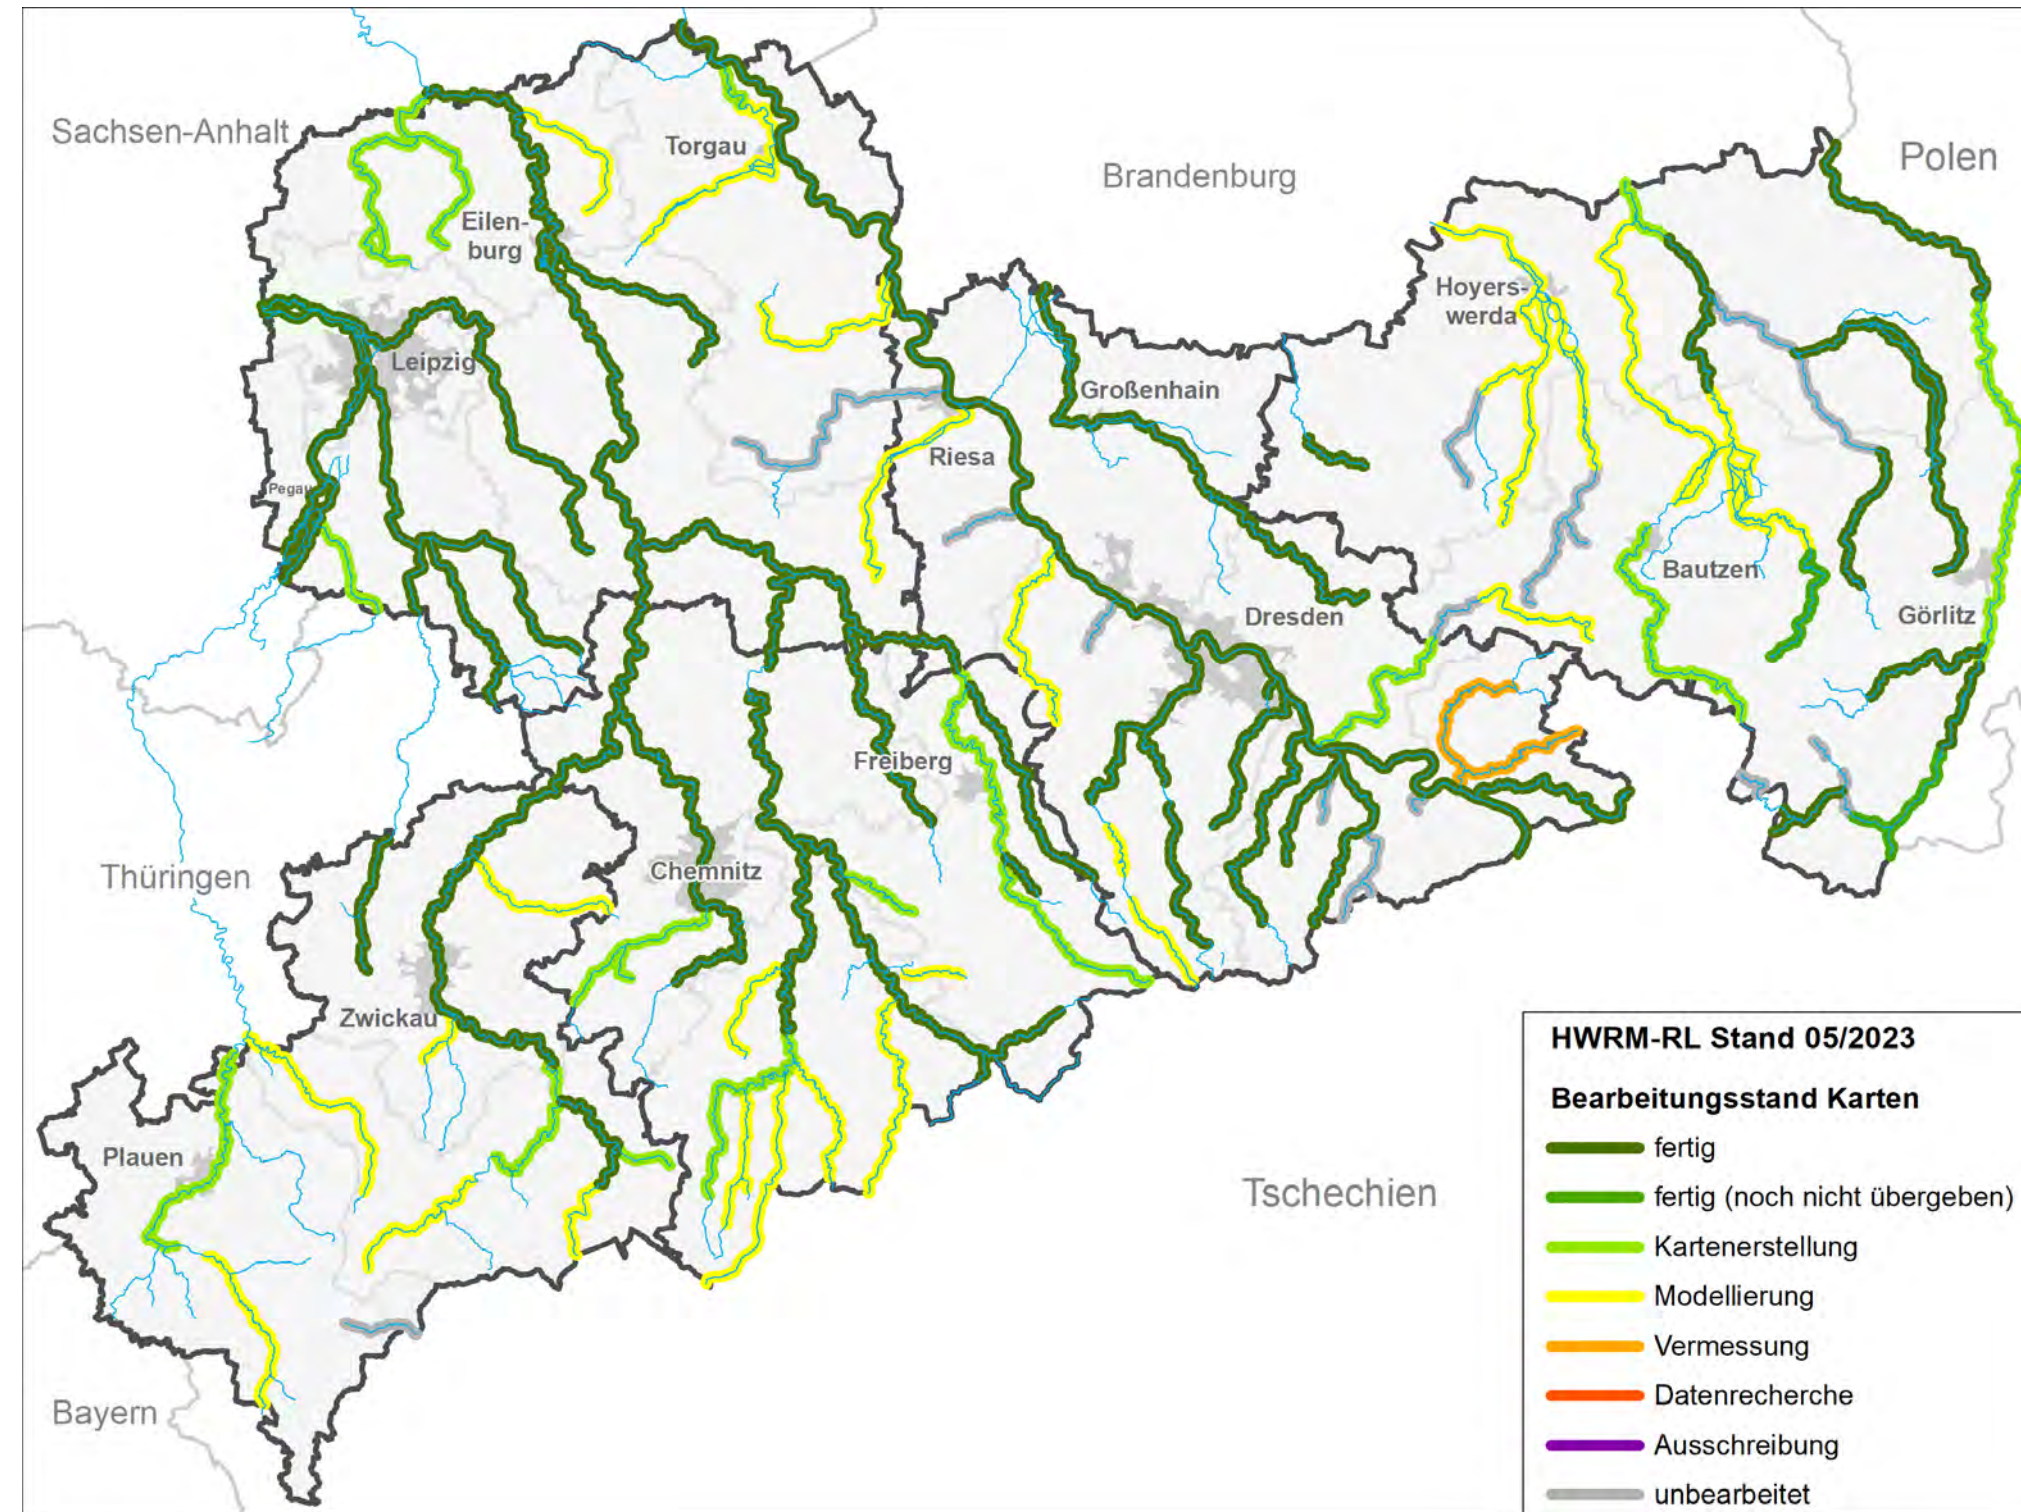 Sachsen-Anhalt
Torgau
Brandenburg
Polen
Eilen-
burg
Hoyers-
werda
Leipzig
Großenhain
Riesa
Pegau
Bautzen
Dresden
Görlitz
Freiberg
Thüringen
Chemnitz
Zwickau
Plauen
Tschechien
Bayern
HWRM-RL Stand 05/2023
Bearbeitungsstand Karten
fertig
fertig (noch nicht übergeben)
Kartenerstellung
Modellierung
Vermessung
Datenrecherche
Ausschreibung
unbearbeitet